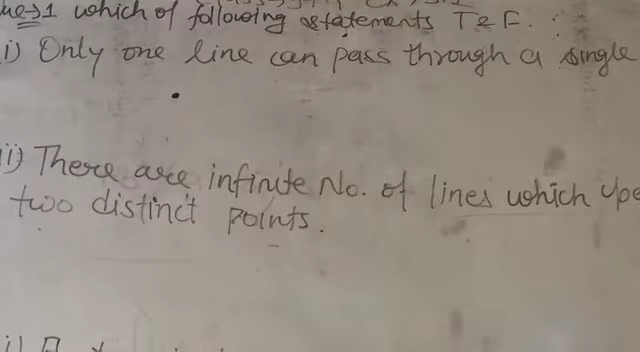 which of following statements T & F.
i) Only one line can pass through a single
ii) There are infinite No. of lines which
two distinct points.